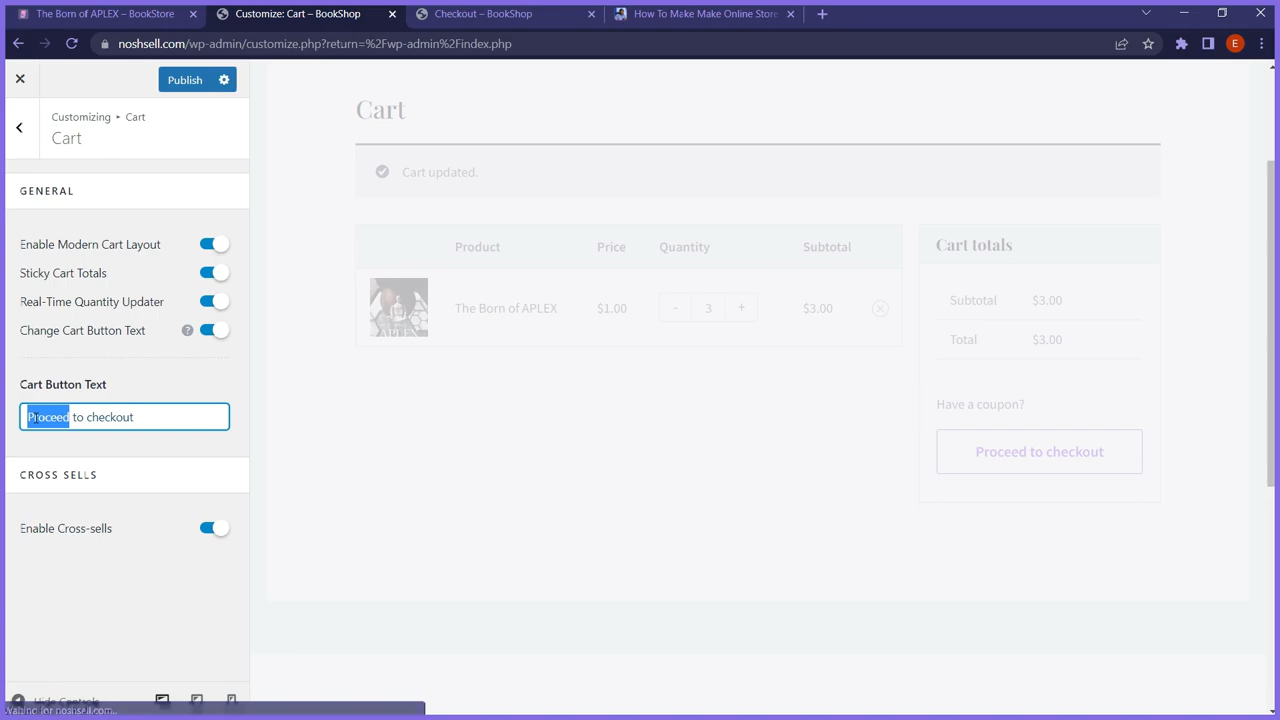 The Born of APLEX – BookStore
Customize: Cart – BookShop
Checkout – BookShop
How To Make Make Online Store
noshsell.com/wp-admin/customize.php?return=%2Fwp-admin%2Findex.php
E
Publish
Customizing ▸ Cart
Cart
GENERAL
Enable Modern Cart Layout
Sticky Cart Totals
Real-Time Quantity Updater
Change Cart Button Text
?
Cart Button Text
Proceed to checkout
CROSS SELLS
Enable Cross-sells
Hide Controls
Waiting for noshsell.com...
Cart
Cart updated.
Product Price Quantity Subtotal
APLEX
The Born of APLEX $1.00 - 3 + $3.00
Cart totals
Subtotal $3.00
Total $3.00
Have a coupon?
Proceed to checkout